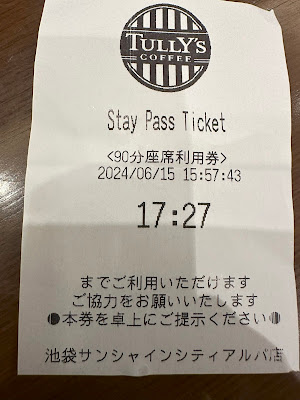 TULLY'S
COFFEE
Stay Pass Ticket
<90分座席利用券>
2024/06/15 15:57:43
17:27
までご利用いただけます
ご協力をお願いいたします
●本券を卓上にご提示ください●
池袋サンシャインシティアルパ店